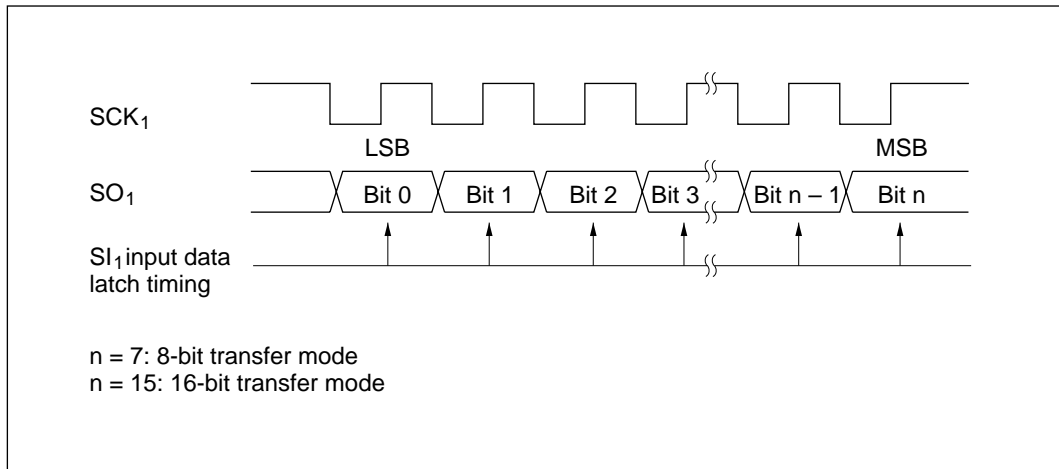 SCK1
LSB MSB
SO1 Bit 0 Bit 1 Bit 2 Bit 3 Bit n – 1 Bit n
SI1 input data
latch timing
n = 7: 8-bit transfer mode
n = 15: 16-bit transfer mode